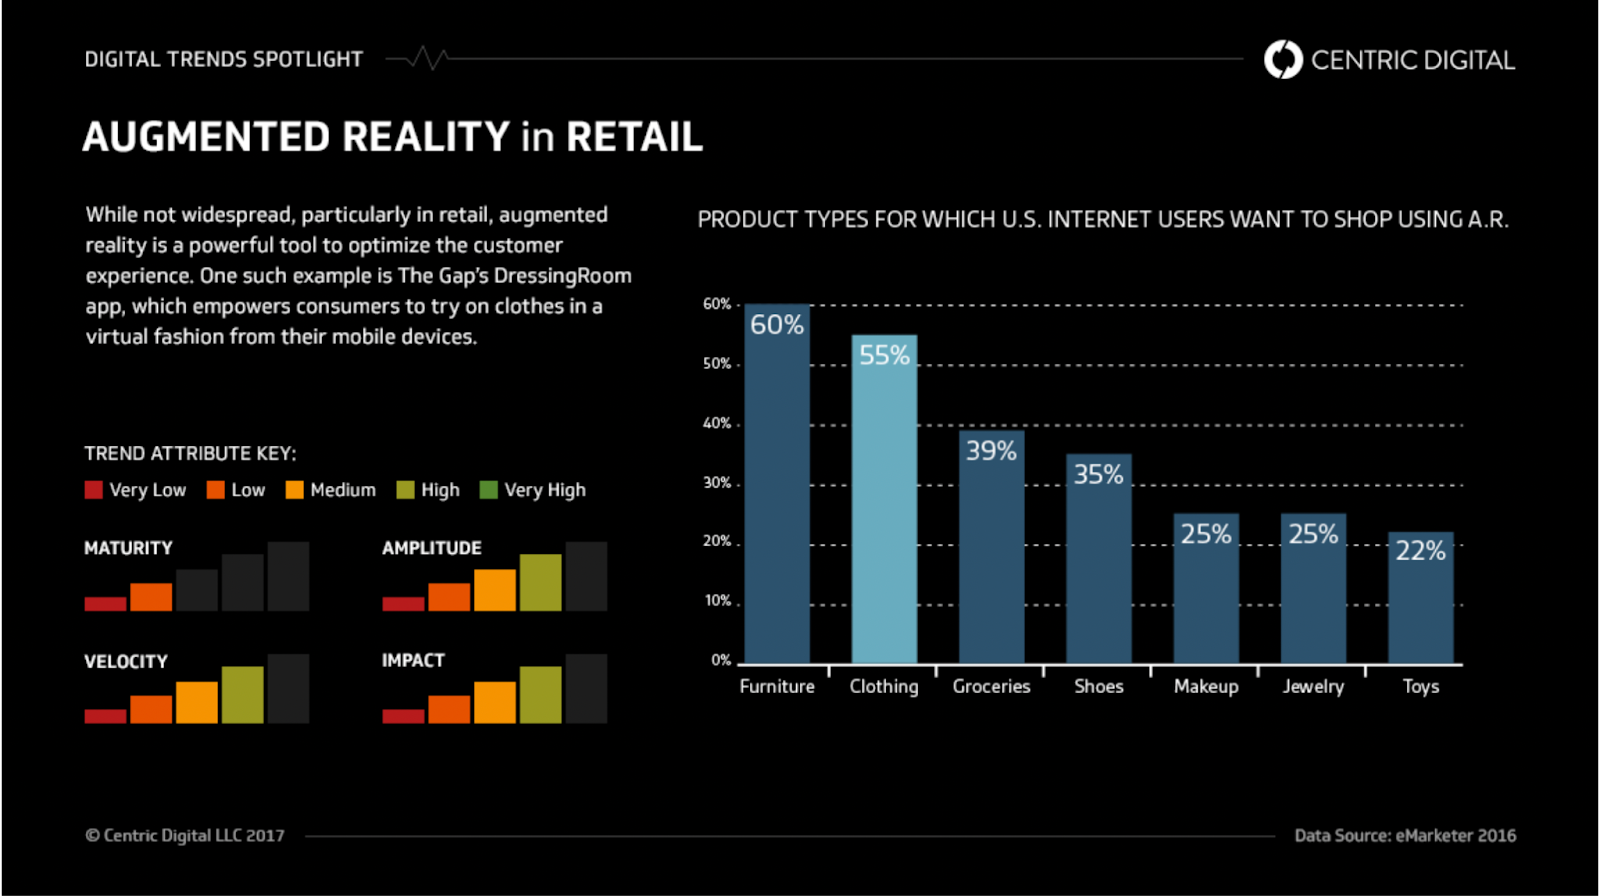 DIGITAL TRENDS SPOTLIGHT
CENTRIC DIGITAL
AUGMENTED REALITY in RETAIL
While not widespread, particularly in retail, augmented
reality is a powerful tool to optimize the customer
experience. One such example is The Gap's DressingRoom
app, which empowers consumers to try on clothes in a
virtual fashion from their mobile devices.
TREND ATTRIBUTE KEY:
Very Low Low Medium High Very High
MATURITY AMPLITUDE
VELOCITY IMPACT
PRODUCT TYPES FOR WHICH U.S. INTERNET USERS WANT TO SHOP USING A.R.
60%
50%
40%
30%
20%
10%
0%
60% 55% 39% 35% 25% 25% 22%
Furniture Clothing Groceries Shoes Makeup Jewelry Toys
© Centric Digital LLC 2017
Data Source: eMarketer 2016